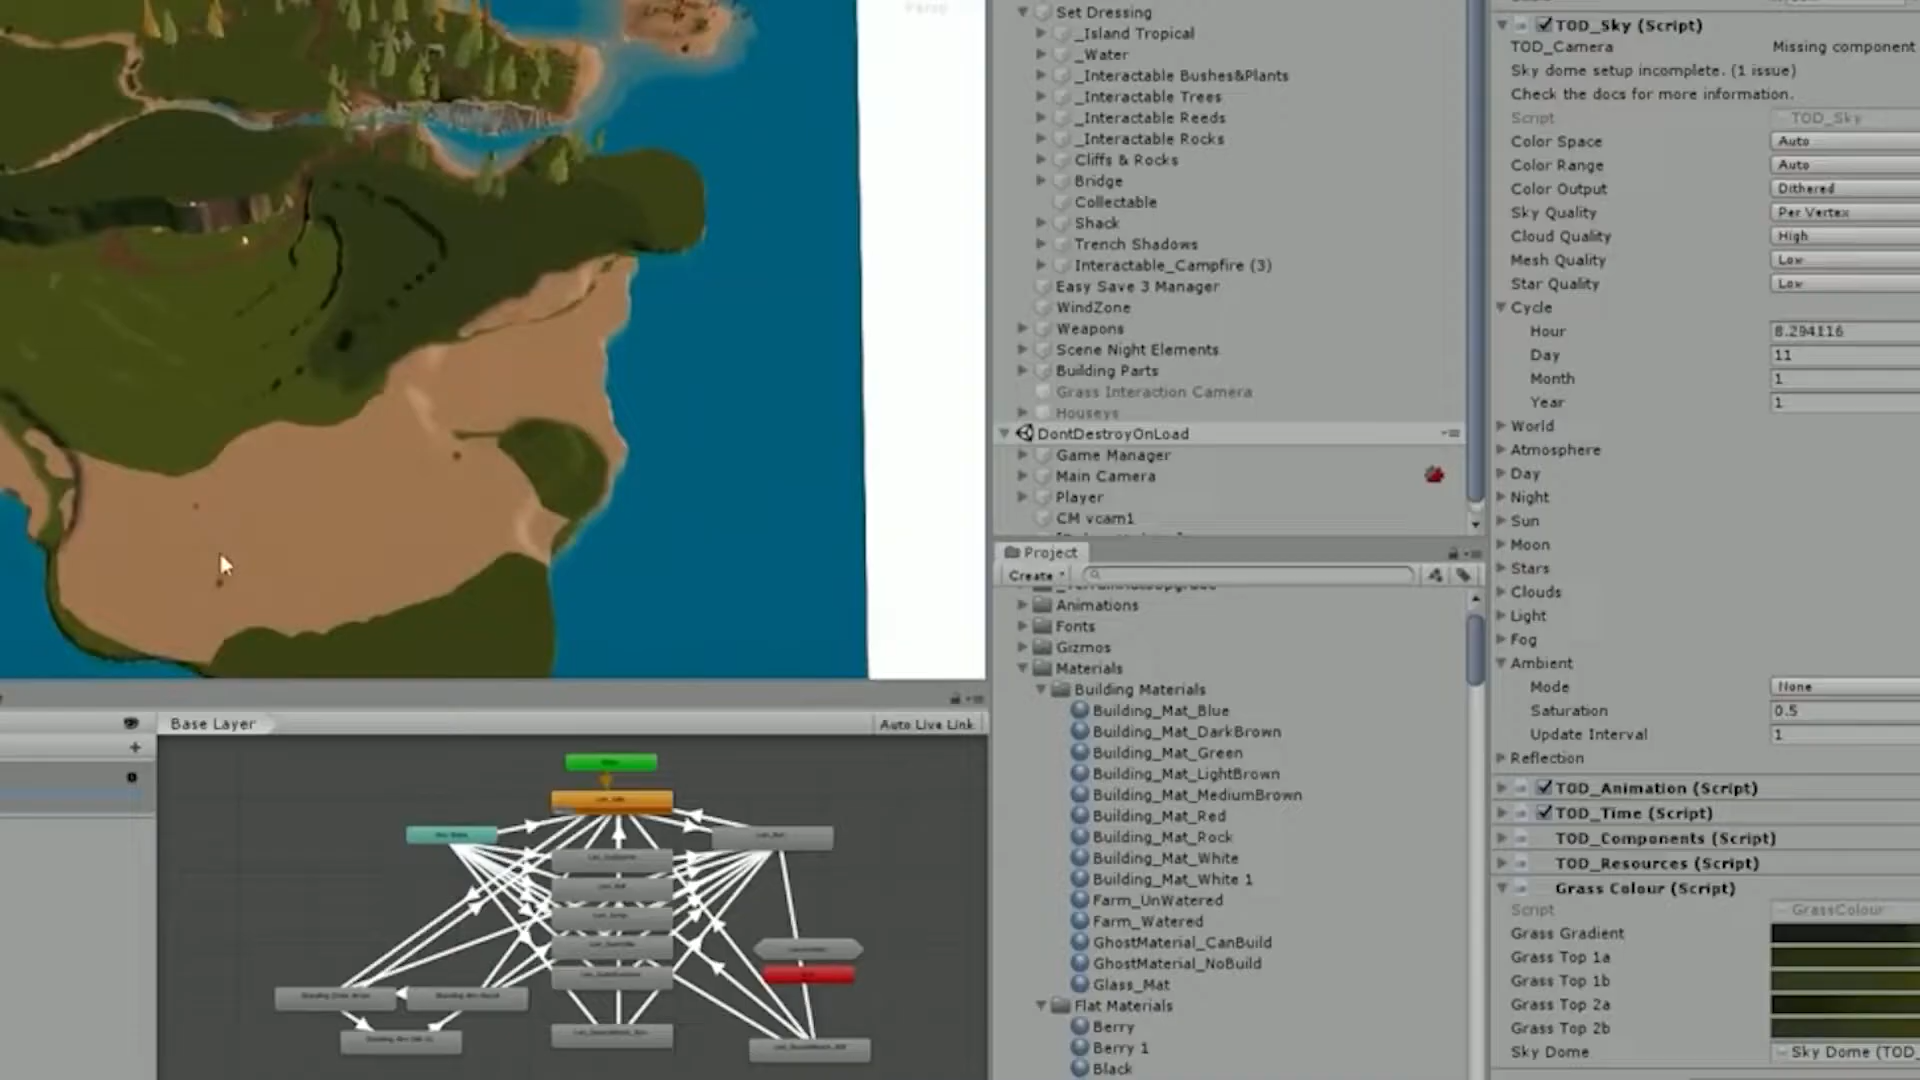 Persp
Set Dressing
_Island Tropical
_Water
_Interactable Bushes&Plants
_Interactable Trees
_Interactable Reeds
_Interactable Rocks
Cliffs & Rocks
Bridge
Collectable
Shack
Trench Shadows
Interactable_Campfire (3)
Easy Save 3 Manager
WindZone
Weapons
Scene Night Elements
Building Parts
Grass Interaction Camera
Houseys
DontDestroyOnLoad
Game Manager
Main Camera
Player
CM vcam1
Project
Create
Animations
Fonts
Gizmos
Materials
Building Materials
Building_Mat_Blue
Building_Mat_DarkBrown
Building_Mat_Green
Building_Mat_LightBrown
Building_Mat_MediumBrown
Building_Mat_Red
Building_Mat_Rock
Building_Mat_White
Building_Mat_White 1
Farm_UnWatered
Farm_Watered
GhostMaterial_CanBuild
GhostMaterial_NoBuild
Glass_Mat
Flat Materials
Berry
Berry 1
Black
TOD_Sky (Script)
TOD_Camera Missing component
Sky dome setup incomplete. (1 issue)
Check the docs for more information.
Script TOD_Sky
Color Space Auto
Color Range Auto
Color Output Dithered
Sky Quality Per Vertex
Cloud Quality High
Mesh Quality Low
Star Quality Low
Cycle
Hour 8.294116
Day 11
Month 1
Year 1
World
Atmosphere
Day
Night
Sun
Moon
Stars
Clouds
Light
Fog
Ambient
Mode None
Saturation 0.5
Update Interval 1
Reflection
TOD_Animation (Script)
TOD_Time (Script)
TOD_Components (Script)
TOD_Resources (Script)
Grass Colour (Script)
Script GrassColour
Grass Gradient
Grass Top 1a
Grass Top 1b
Grass Top 2a
Grass Top 2b
Sky Dome Sky Dome (TOD_
Base Layer
Auto Live Link